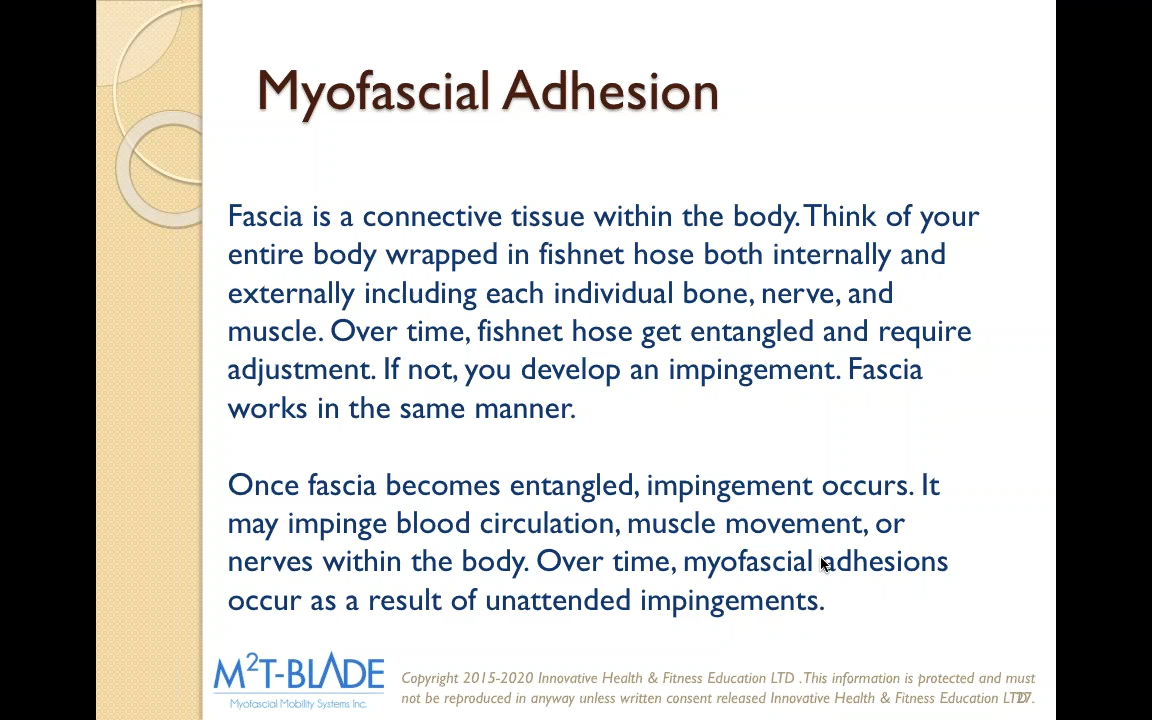 Myofascial Adhesion
Fascia is a connective tissue within the body. Think of your
entire body wrapped in fishnet hose both internally and
externally including each individual bone, nerve, and
muscle. Over time, fishnet hose get entangled and require
adjustment. If not, you develop an impingement. Fascia
works in the same manner.
Once fascia becomes entangled, impingement occurs. It
may impinge blood circulation, muscle movement, or
nerves within the body. Over time, myofascial adhesions
occur as a result of unattended impingements.
M²T-BLADE
Myofascial Mobility Systems Inc.
Copyright 2015-2020 Innovative Health & Fitness Education LTD .This information is protected and must
not be reproduced in anyway unless written consent released Innovative Health & Fitness Education LTD.